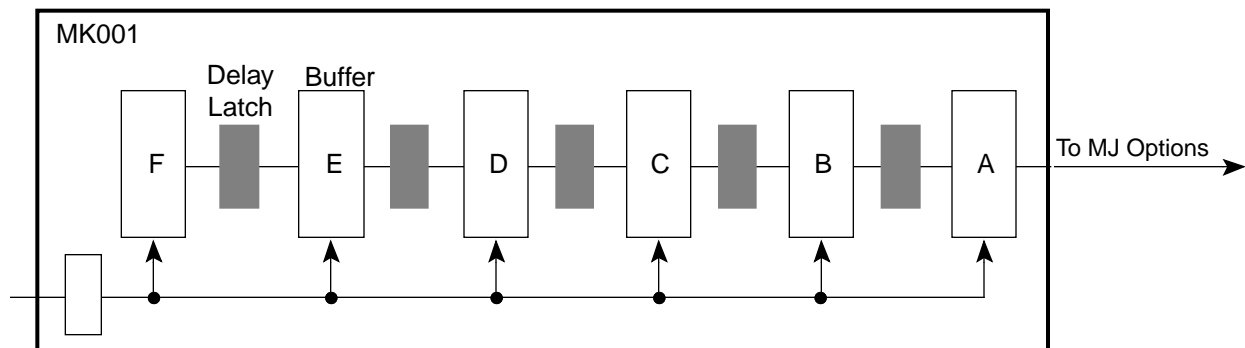 MK001
Delay
Latch
Buffer
F
E
D
C
B
A
To MJ Options